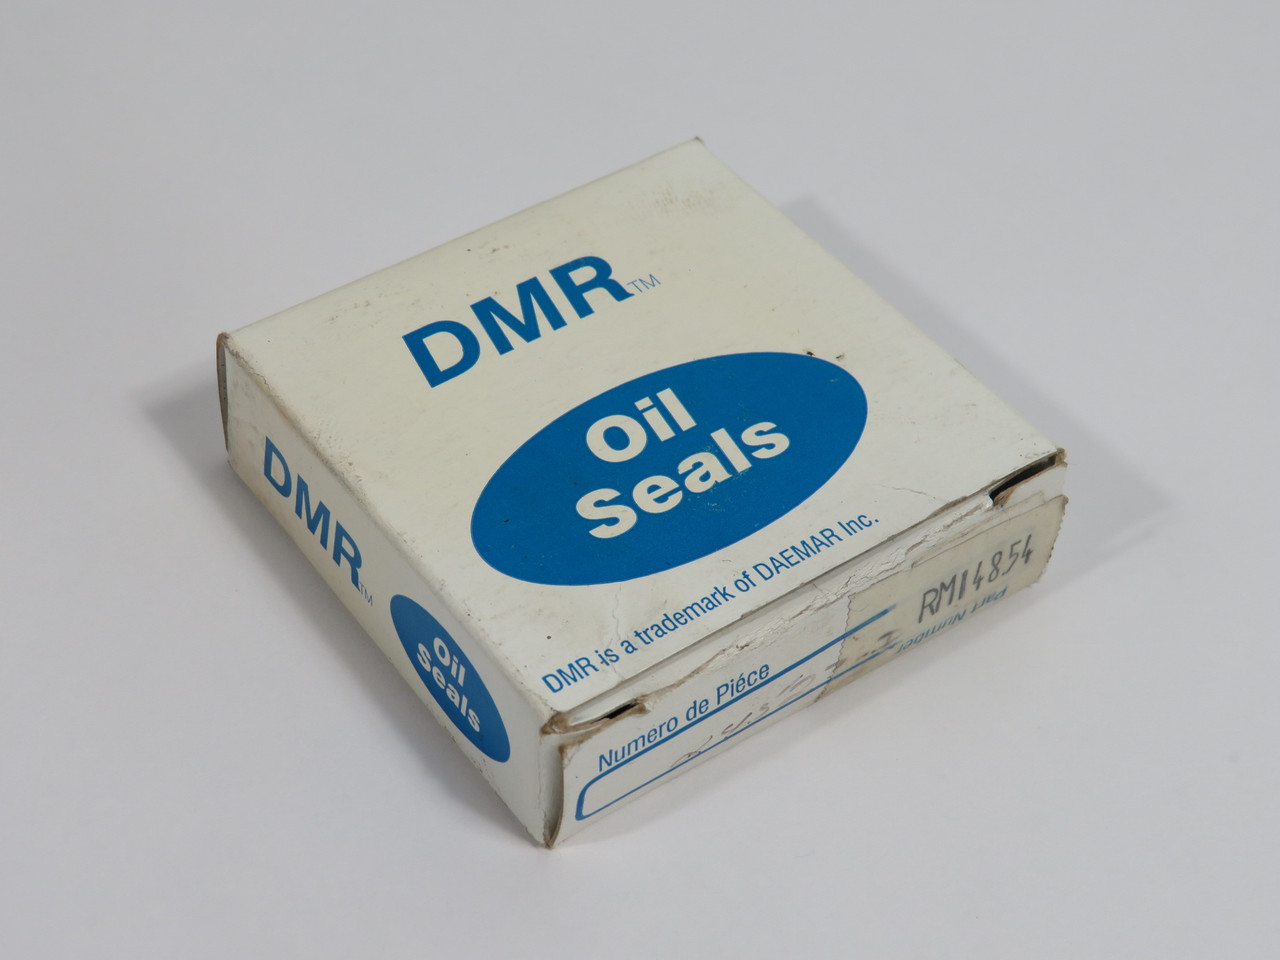 DMR™
Oil
Seals
DMR is a trademark of DAEMAR Inc.
DMR™
Oil
Seals
Numero de Piéce
RM14854
Part Number